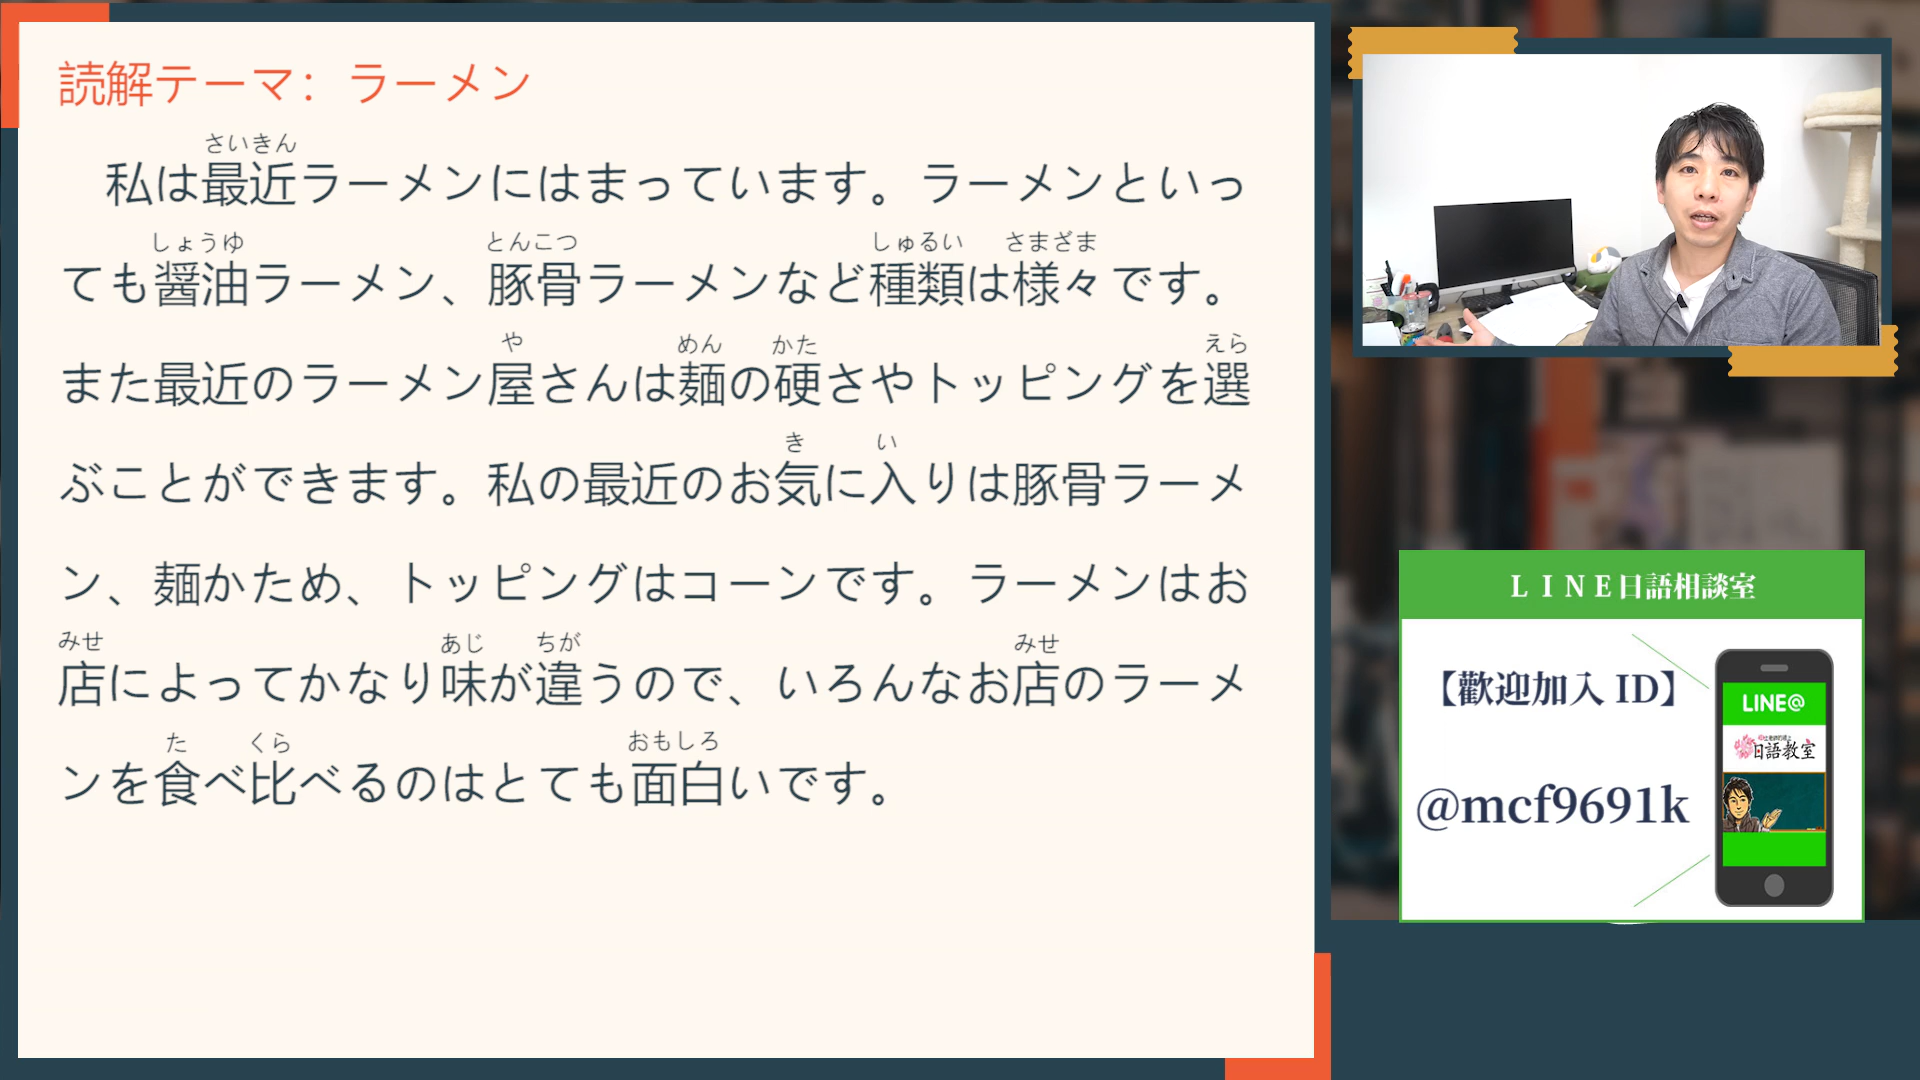 読解テーマ：ラーメン
さいきん
私は最近ラーメンにはまっています。ラーメンといっ
しょうゆ とんこつ しゅるい さまざま
ても醤油ラーメン、豚骨ラーメンなど種類は様々です。
や めん かた えら
また最近のラーメン屋さんは麺の硬さやトッピングを選
き い
ぶことができます。私の最近のお気に入りは豚骨ラーメ
ン、麺かため、トッピングはコーンです。ラーメンはお
みせ あじ ちが みせ
店によってかなり味が違うので、いろんなお店のラーメ
た くら おもしろ
ンを食べ比べるのはとても面白いです。
ＬＩＮＥ日語相談室
【歡迎加入 ID】
@mcf9691k
LINE@
日語教室